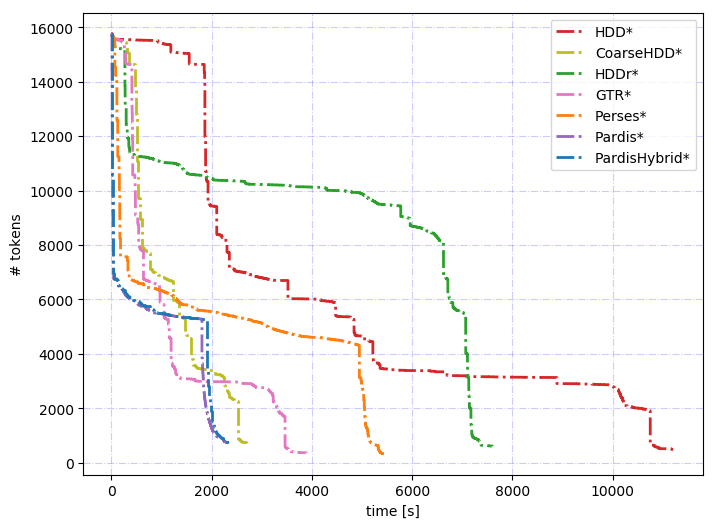 # tokens
16000
14000
12000
10000
8000
6000
4000
2000
0
0
2000
4000
6000
8000
10000
time [s]
HDD*
CoarseHDD*
HDDr*
GTR*
Perses*
Pardis*
PardisHybrid*